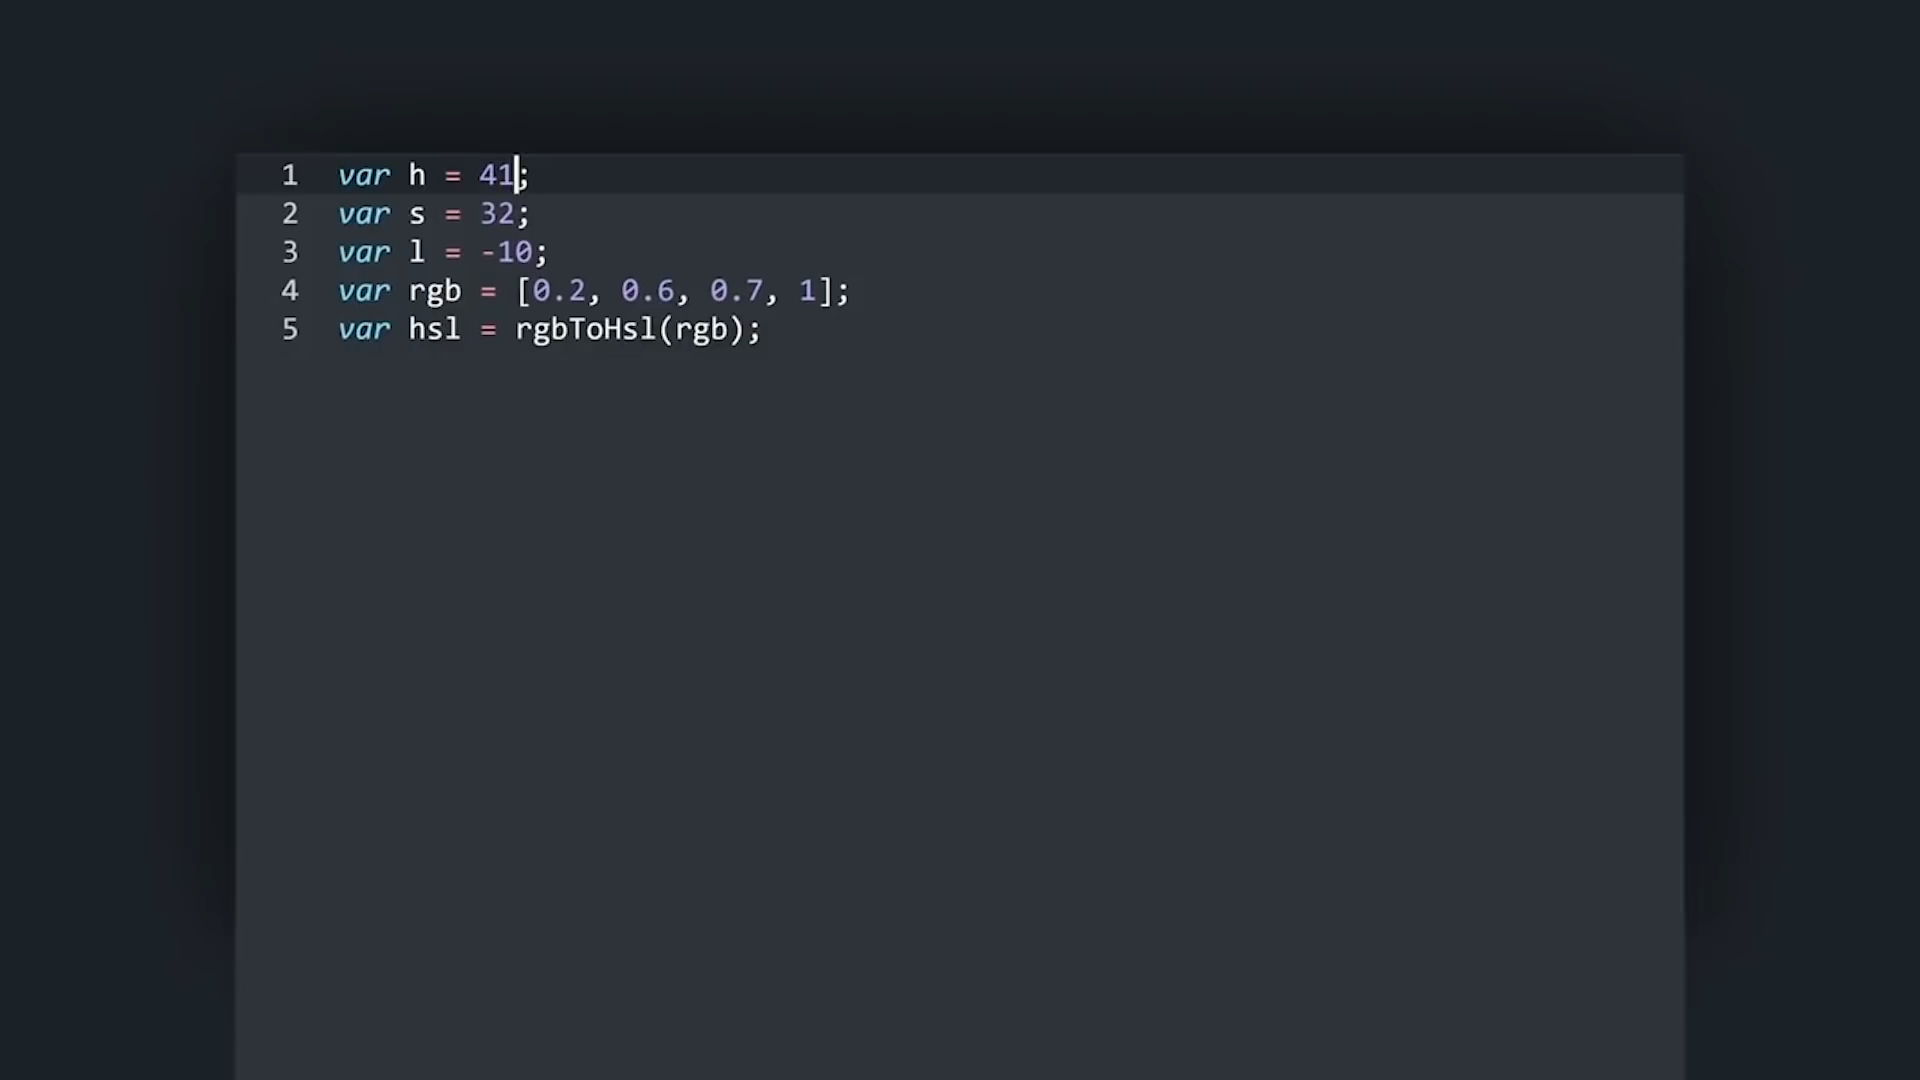 1 var h = 41;
2 var s = 32;
3 var l = -10;
4 var rgb = [0.2, 0.6, 0.7, 1];
5 var hsl = rgbToHsl(rgb);